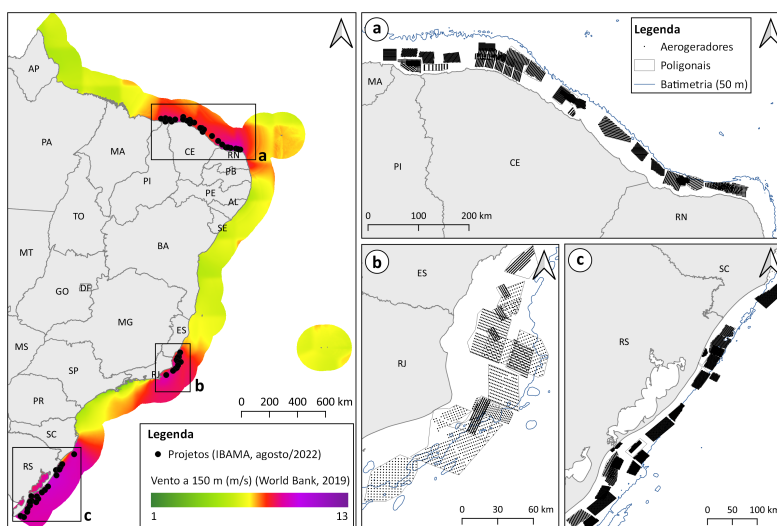 AP
PA
MA
CE
RN
a
PI
PB
PE
AL
SE
TO
BA
MT
GO
DF
MG
ES
MS
SP
RJ
b
PR
SC
RS
c
0 200 400 600 km
Legenda
Projetos (IBAMA, agosto/2022)
Vento a 150 m (m/s) (World Bank, 2019)
1 13
a
Legenda
Aerogeradores
Poligonais
Batimetria (50 m)
MA
PI
CE
RN
0 100 200 km
b
ES
RJ
0 30 60 km
c
SC
RS
RS
0 50 100 km